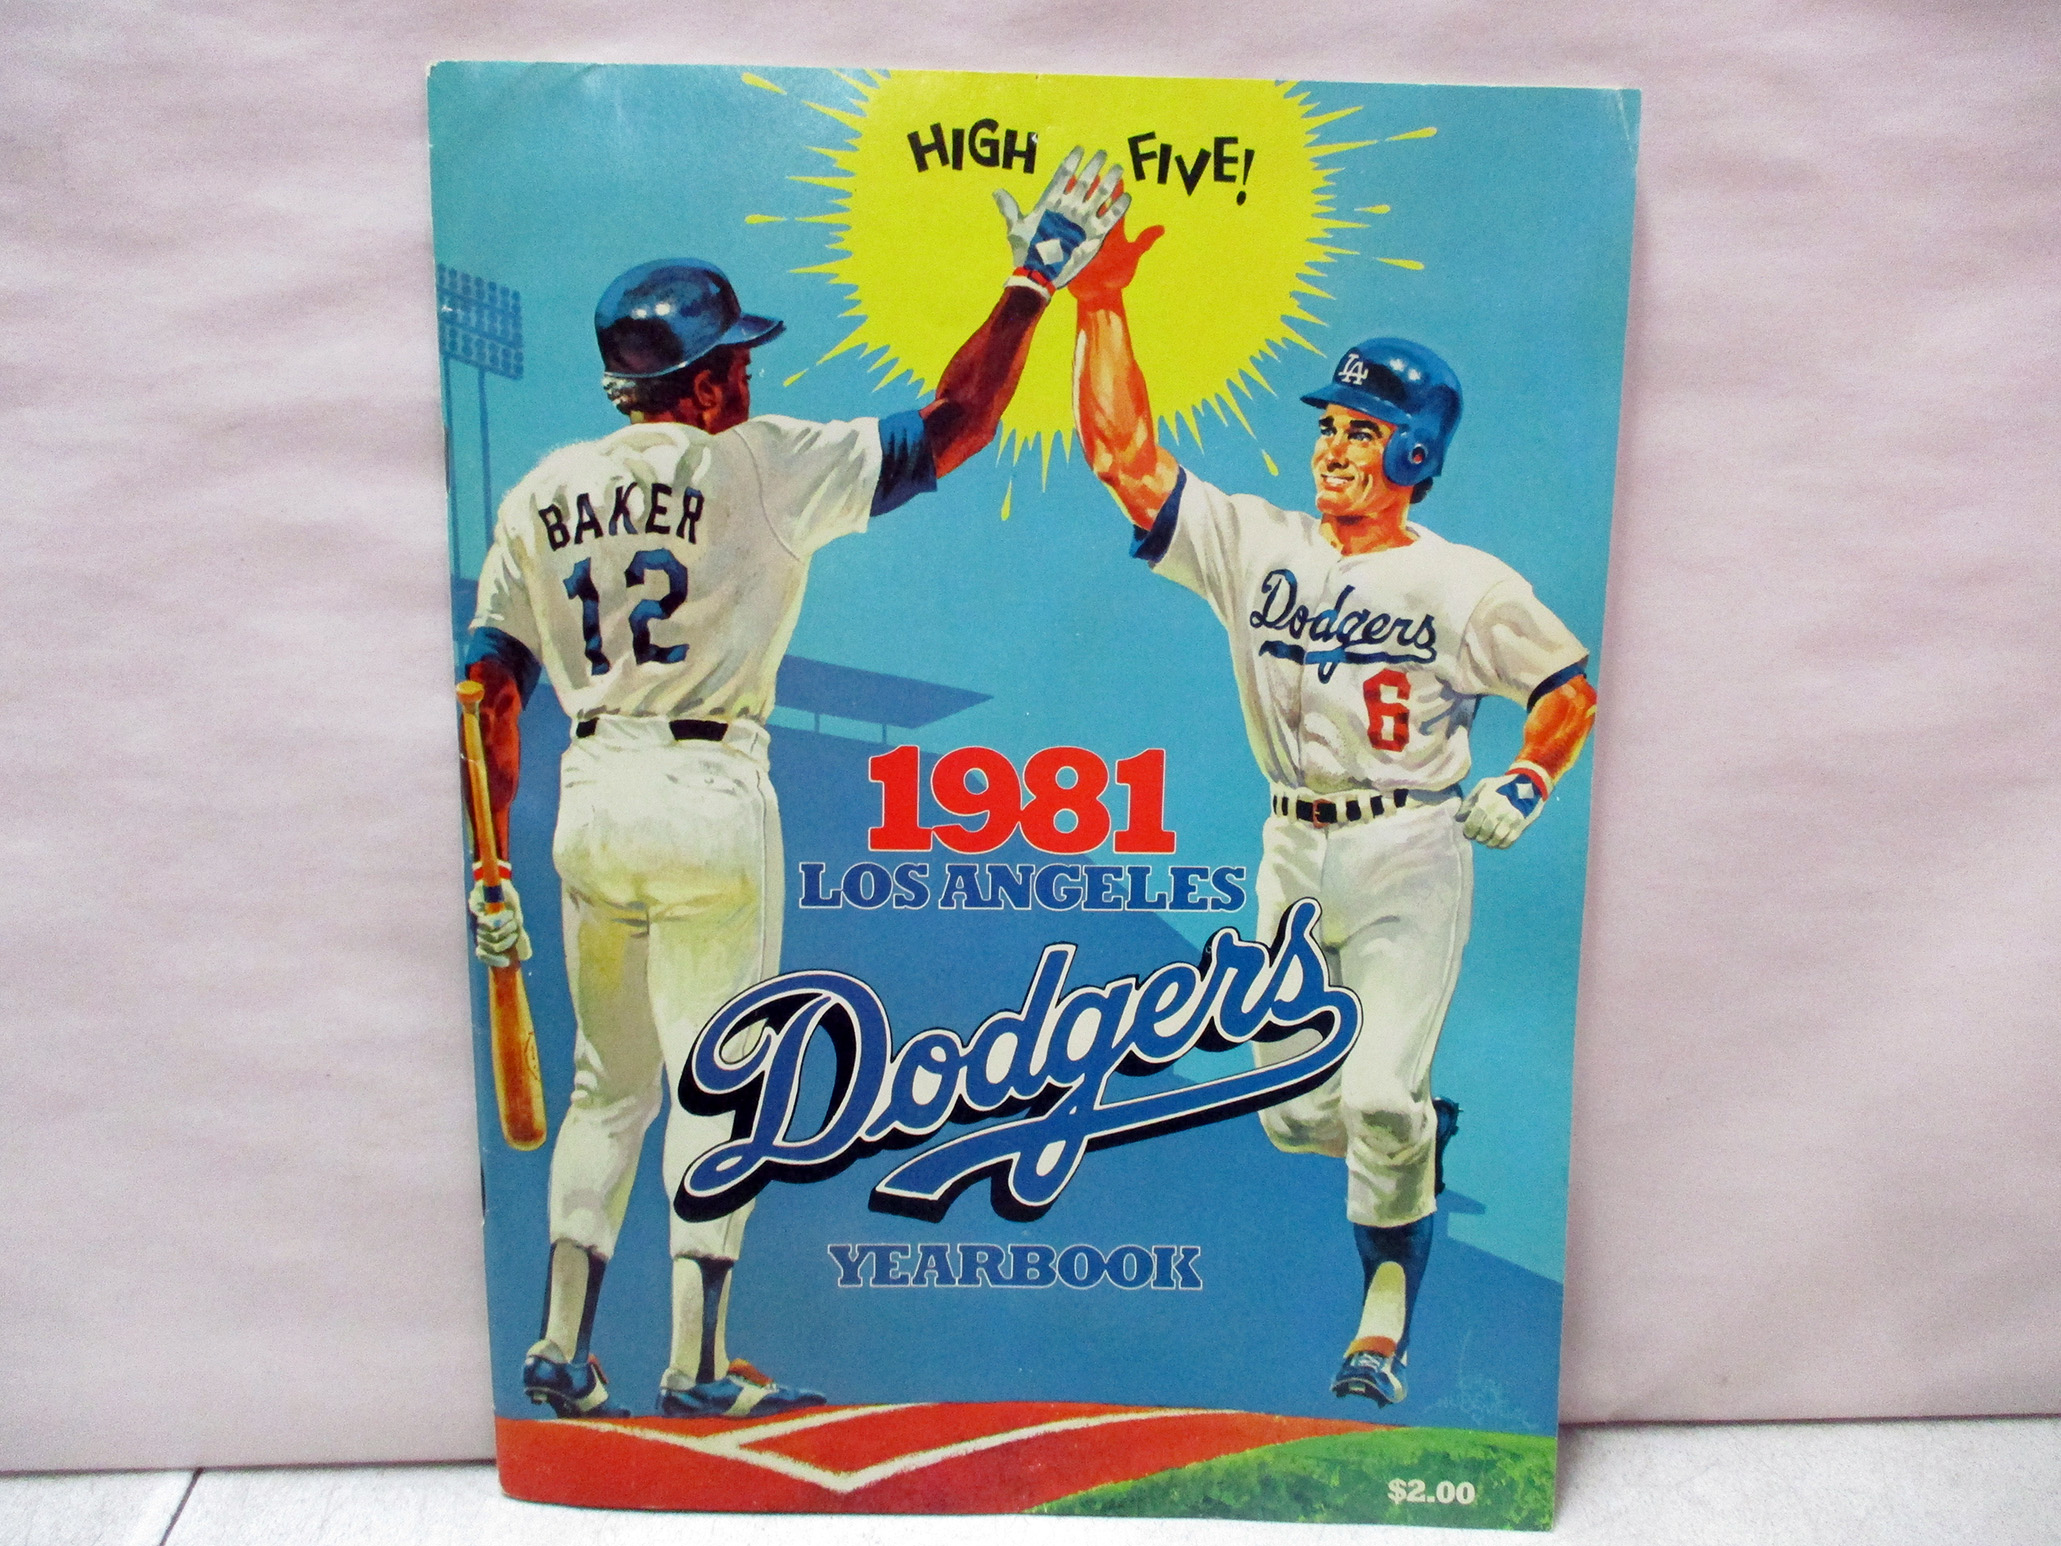 HIGH FIVE!
LA
BAKER
12
Dodgers
6
1981
LOS ANGELES
Dodgers
YEARBOOK
$2.00